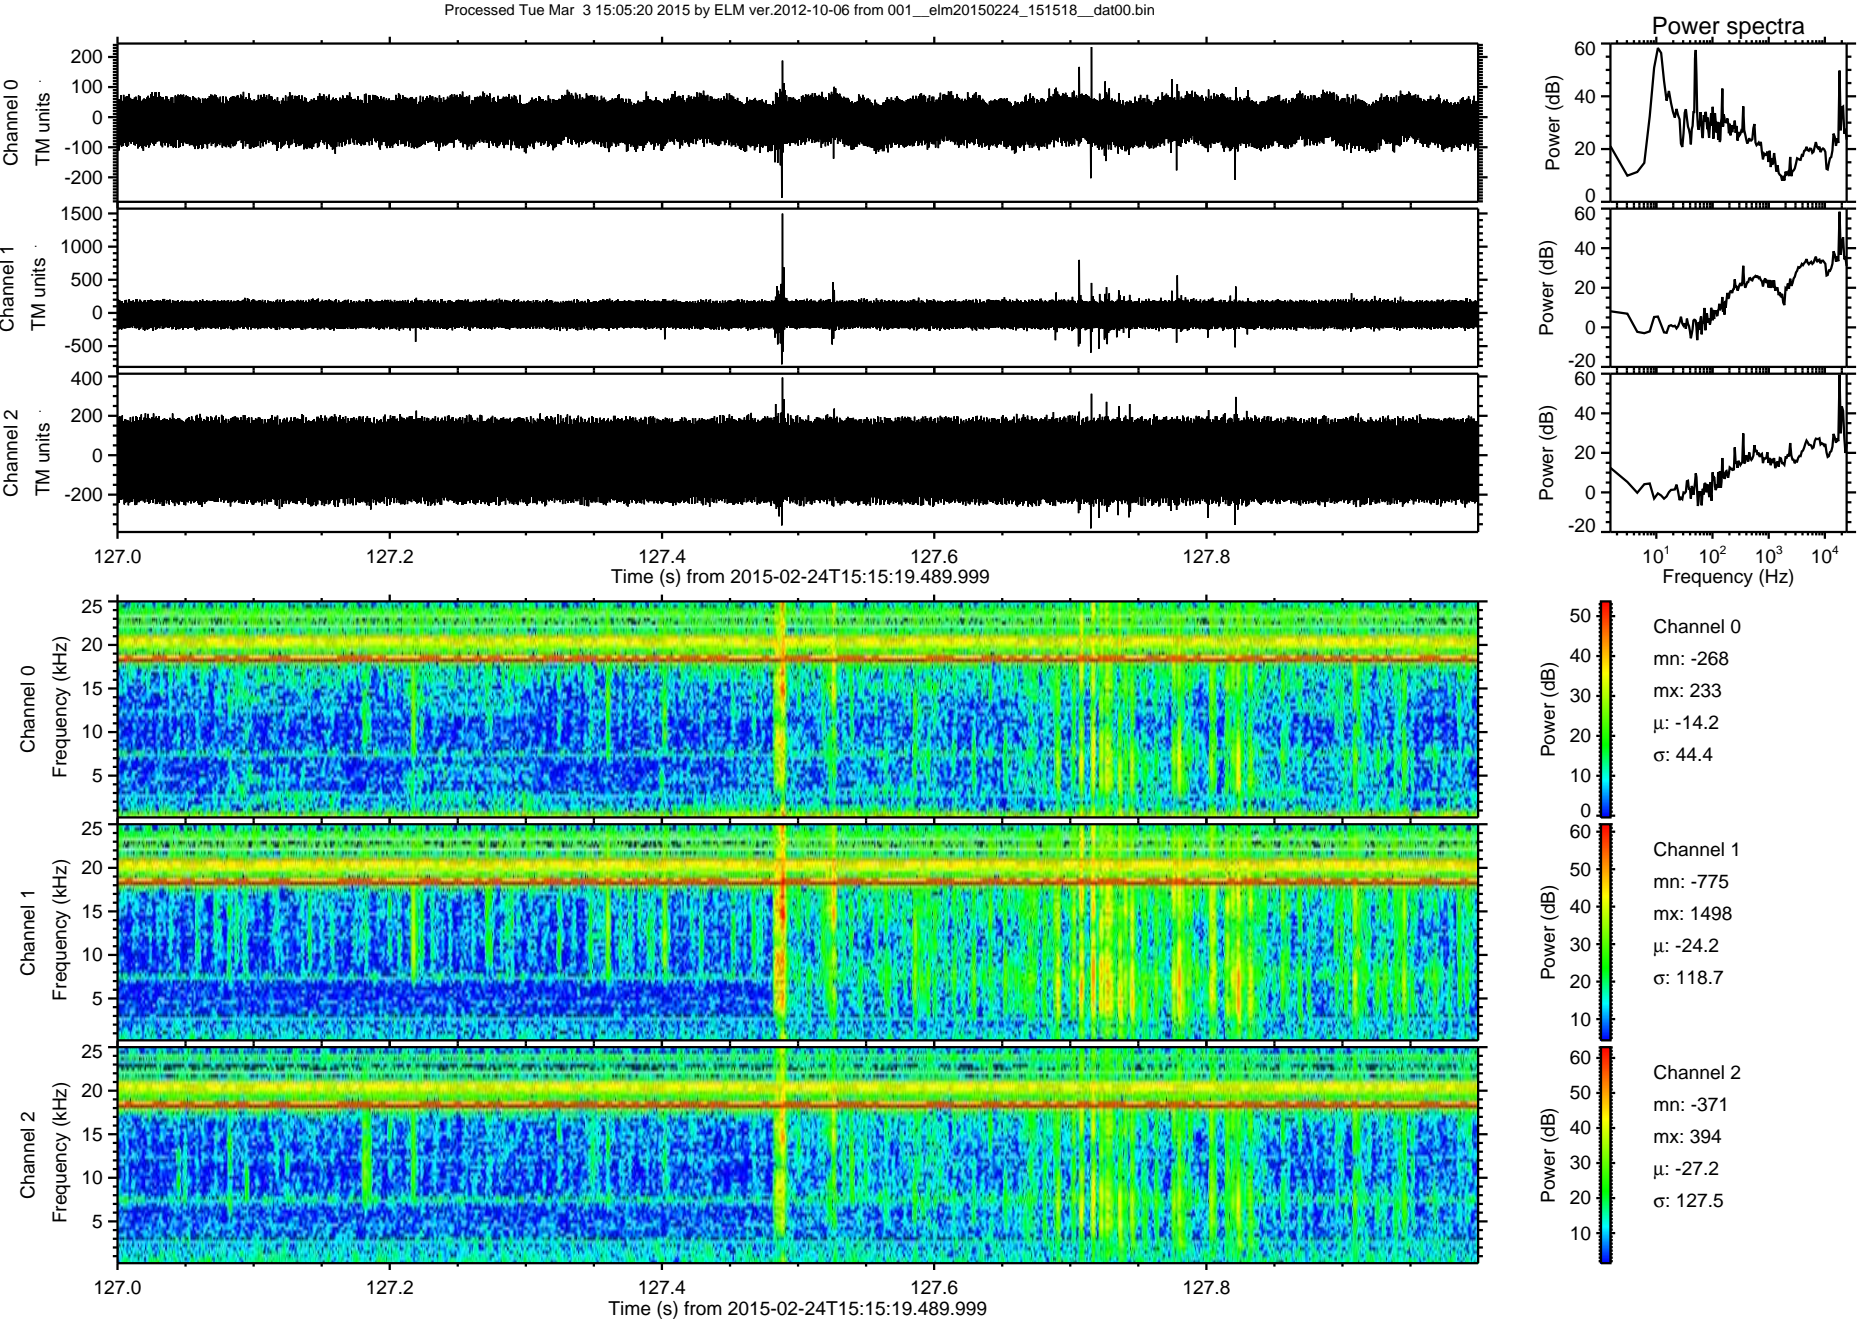 Processed Tue Mar  3 15:05:20 2015 by ELM ver.2012-10-06 from 001__elm20150224_151518__dat00.bin
Power spectra
Channel 0
TM units
200
100
0
-100
-200
Power (dB)
60
40
20
0
Channel 1
TM units
1500
1000
500
0
-500
Power (dB)
60
40
20
0
-20
Channel 2
TM units
400
200
0
-200
Power (dB)
60
40
20
0
-20
127.0 127.2 127.4 127.6 127.8
Time (s) from 2015-02-24T15:15:19.489.999
10^1 10^2 10^3 10^4
Frequency (Hz)
Channel 0
Frequency (kHz)
25
20
15
10
5
Power (dB)
50
40
30
20
10
0
Channel 0
mn: -268
mx: 233
μ: -14.2
σ: 44.4
Channel 1
Frequency (kHz)
25
20
15
10
5
Power (dB)
60
50
40
30
20
10
Channel 1
mn: -775
mx: 1498
μ: -24.2
σ: 118.7
Channel 2
Frequency (kHz)
25
20
15
10
5
Power (dB)
60
50
40
30
20
10
Channel 2
mn: -371
mx: 394
μ: -27.2
σ: 127.5
127.0 127.2 127.4 127.6 127.8
Time (s) from 2015-02-24T15:15:19.489.999